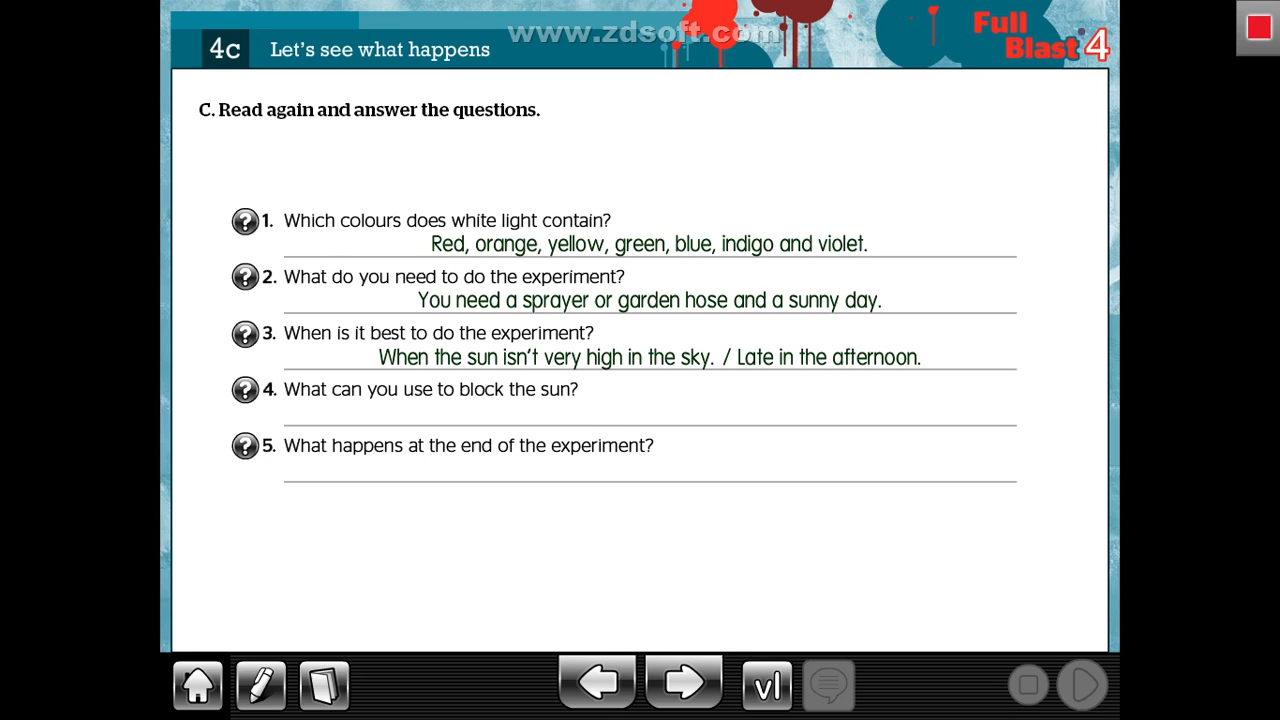 www.zdsoft.com
4c Let's see what happens
Full Blast 4
C. Read again and answer the questions.
1. Which colours does white light contain?
Red, orange, yellow, green, blue, indigo and violet.
2. What do you need to do the experiment?
You need a sprayer or garden hose and a sunny day.
3. When is it best to do the experiment?
When the sun isn't very high in the sky. / Late in the afternoon.
4. What can you use to block the sun?
5. What happens at the end of the experiment?
vl